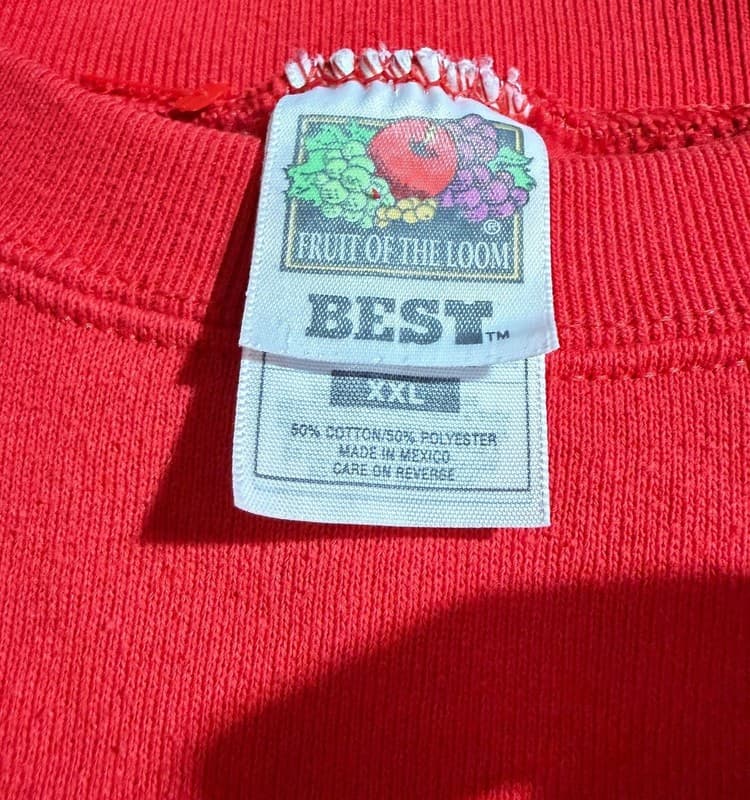 ®
FRUIT OF THE LOOM
BEST™
XXL
50% COTTON/50% POLYESTER
MADE IN MEXICO
CARE ON REVERSE